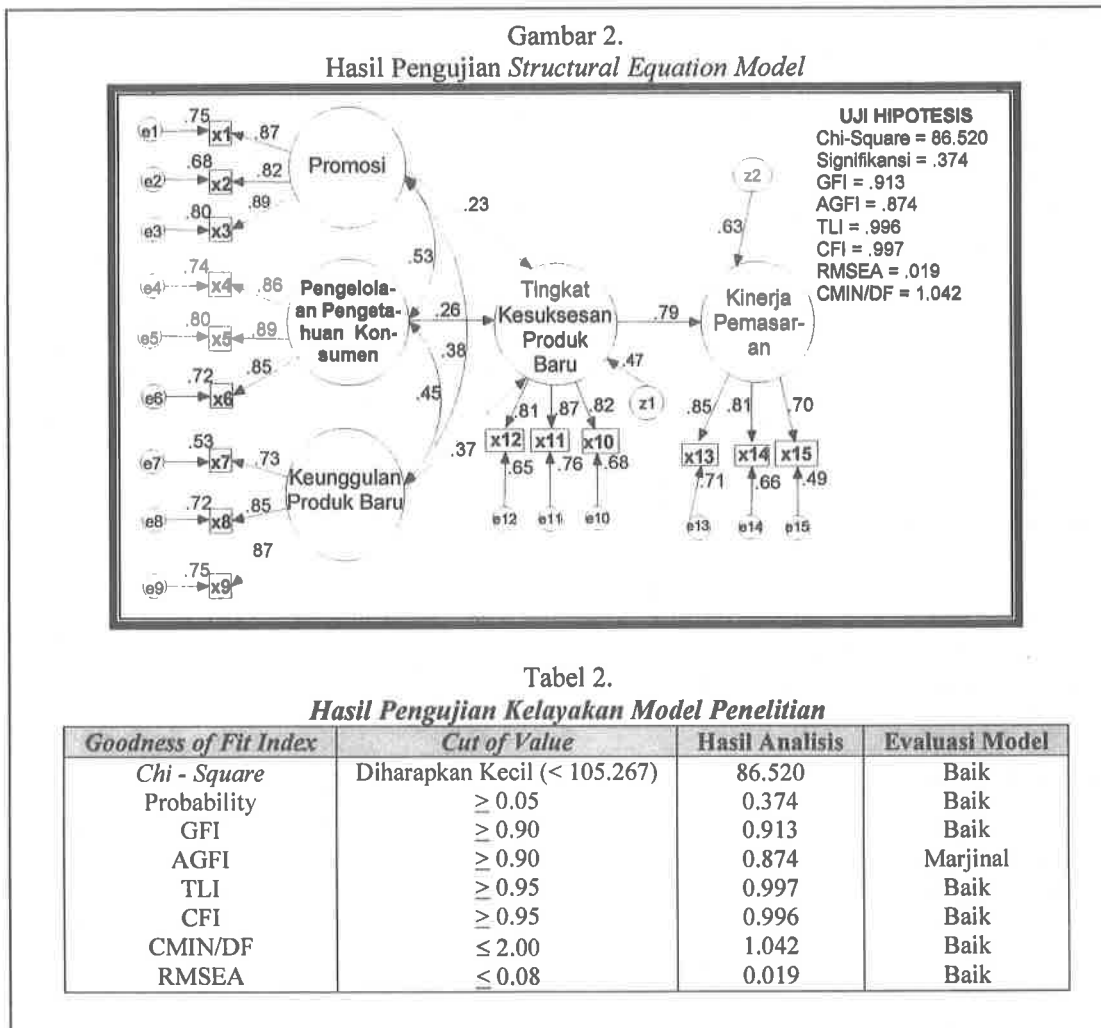 Gambar 2.
Hasil Pengujian Structural Equation Model
UJI HIPOTESIS
Chi-Square = 86.520
Signifikansi = .374
GFI = .913
AGFI = .874
TLI = .996
CFI = .997
RMSEA = .019
CMIN/DF = 1.042
e1 .75 x1 .87
e2 .68 x2 .82
e3 .80 x3 .89
e4 .74 x4 .86
e5 .80 x5 .89
e6 .72 x6 .85
e7 .53 x7 .73
e8 .72 x8 .85
e9 .75 x9 87
Promosi
Pengelola-
an Pengeta-
huan Kon-
sumen
Keunggulan
Produk Baru
.23
.53
.26
.38
.45
.37
Tingkat
Kesuksesan
Produk
Baru
.47
z1
.79
z2
.63
Kinerja
Pemasar-
an
.81 .87 .82
x12 x11 x10
.65 .76 .68
e12 e11 e10
.85 .81 .70
x13 x14 x15
.71 .66 .49
e13 e14 e15
Tabel 2.
Hasil Pengujian Kelayakan Model Penelitian
Goodness of Fit Index Cut of Value Hasil Analisis Evaluasi Model
Chi - Square Diharapkan Kecil (< 105.267) 86.520 Baik
Probability ≥ 0.05 0.374 Baik
GFI ≥ 0.90 0.913 Baik
AGFI ≥ 0.90 0.874 Marjinal
TLI ≥ 0.95 0.997 Baik
CFI ≥ 0.95 0.996 Baik
CMIN/DF ≤ 2.00 1.042 Baik
RMSEA ≤ 0.08 0.019 Baik